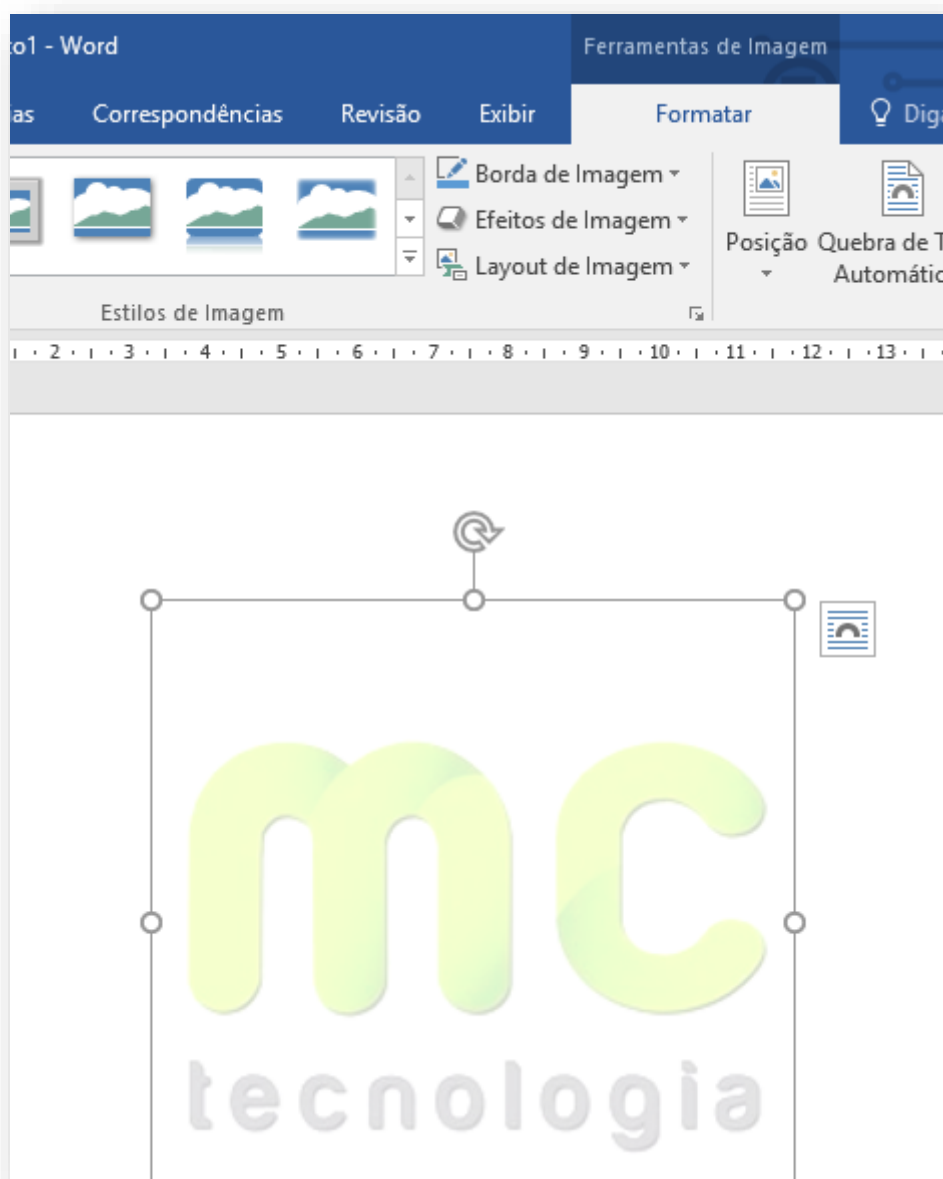 to1 - Word
Ferramentas de Imagem
ias Correspondências Revisão Exibir Formatar Diga
Borda de Imagem
Efeitos de Imagem
Layout de Imagem
Posição
Quebra de T
Automátic
Estilos de Imagem
2 3 4 5 6 7 8 9 10 11 12 13
mc
tecnologia